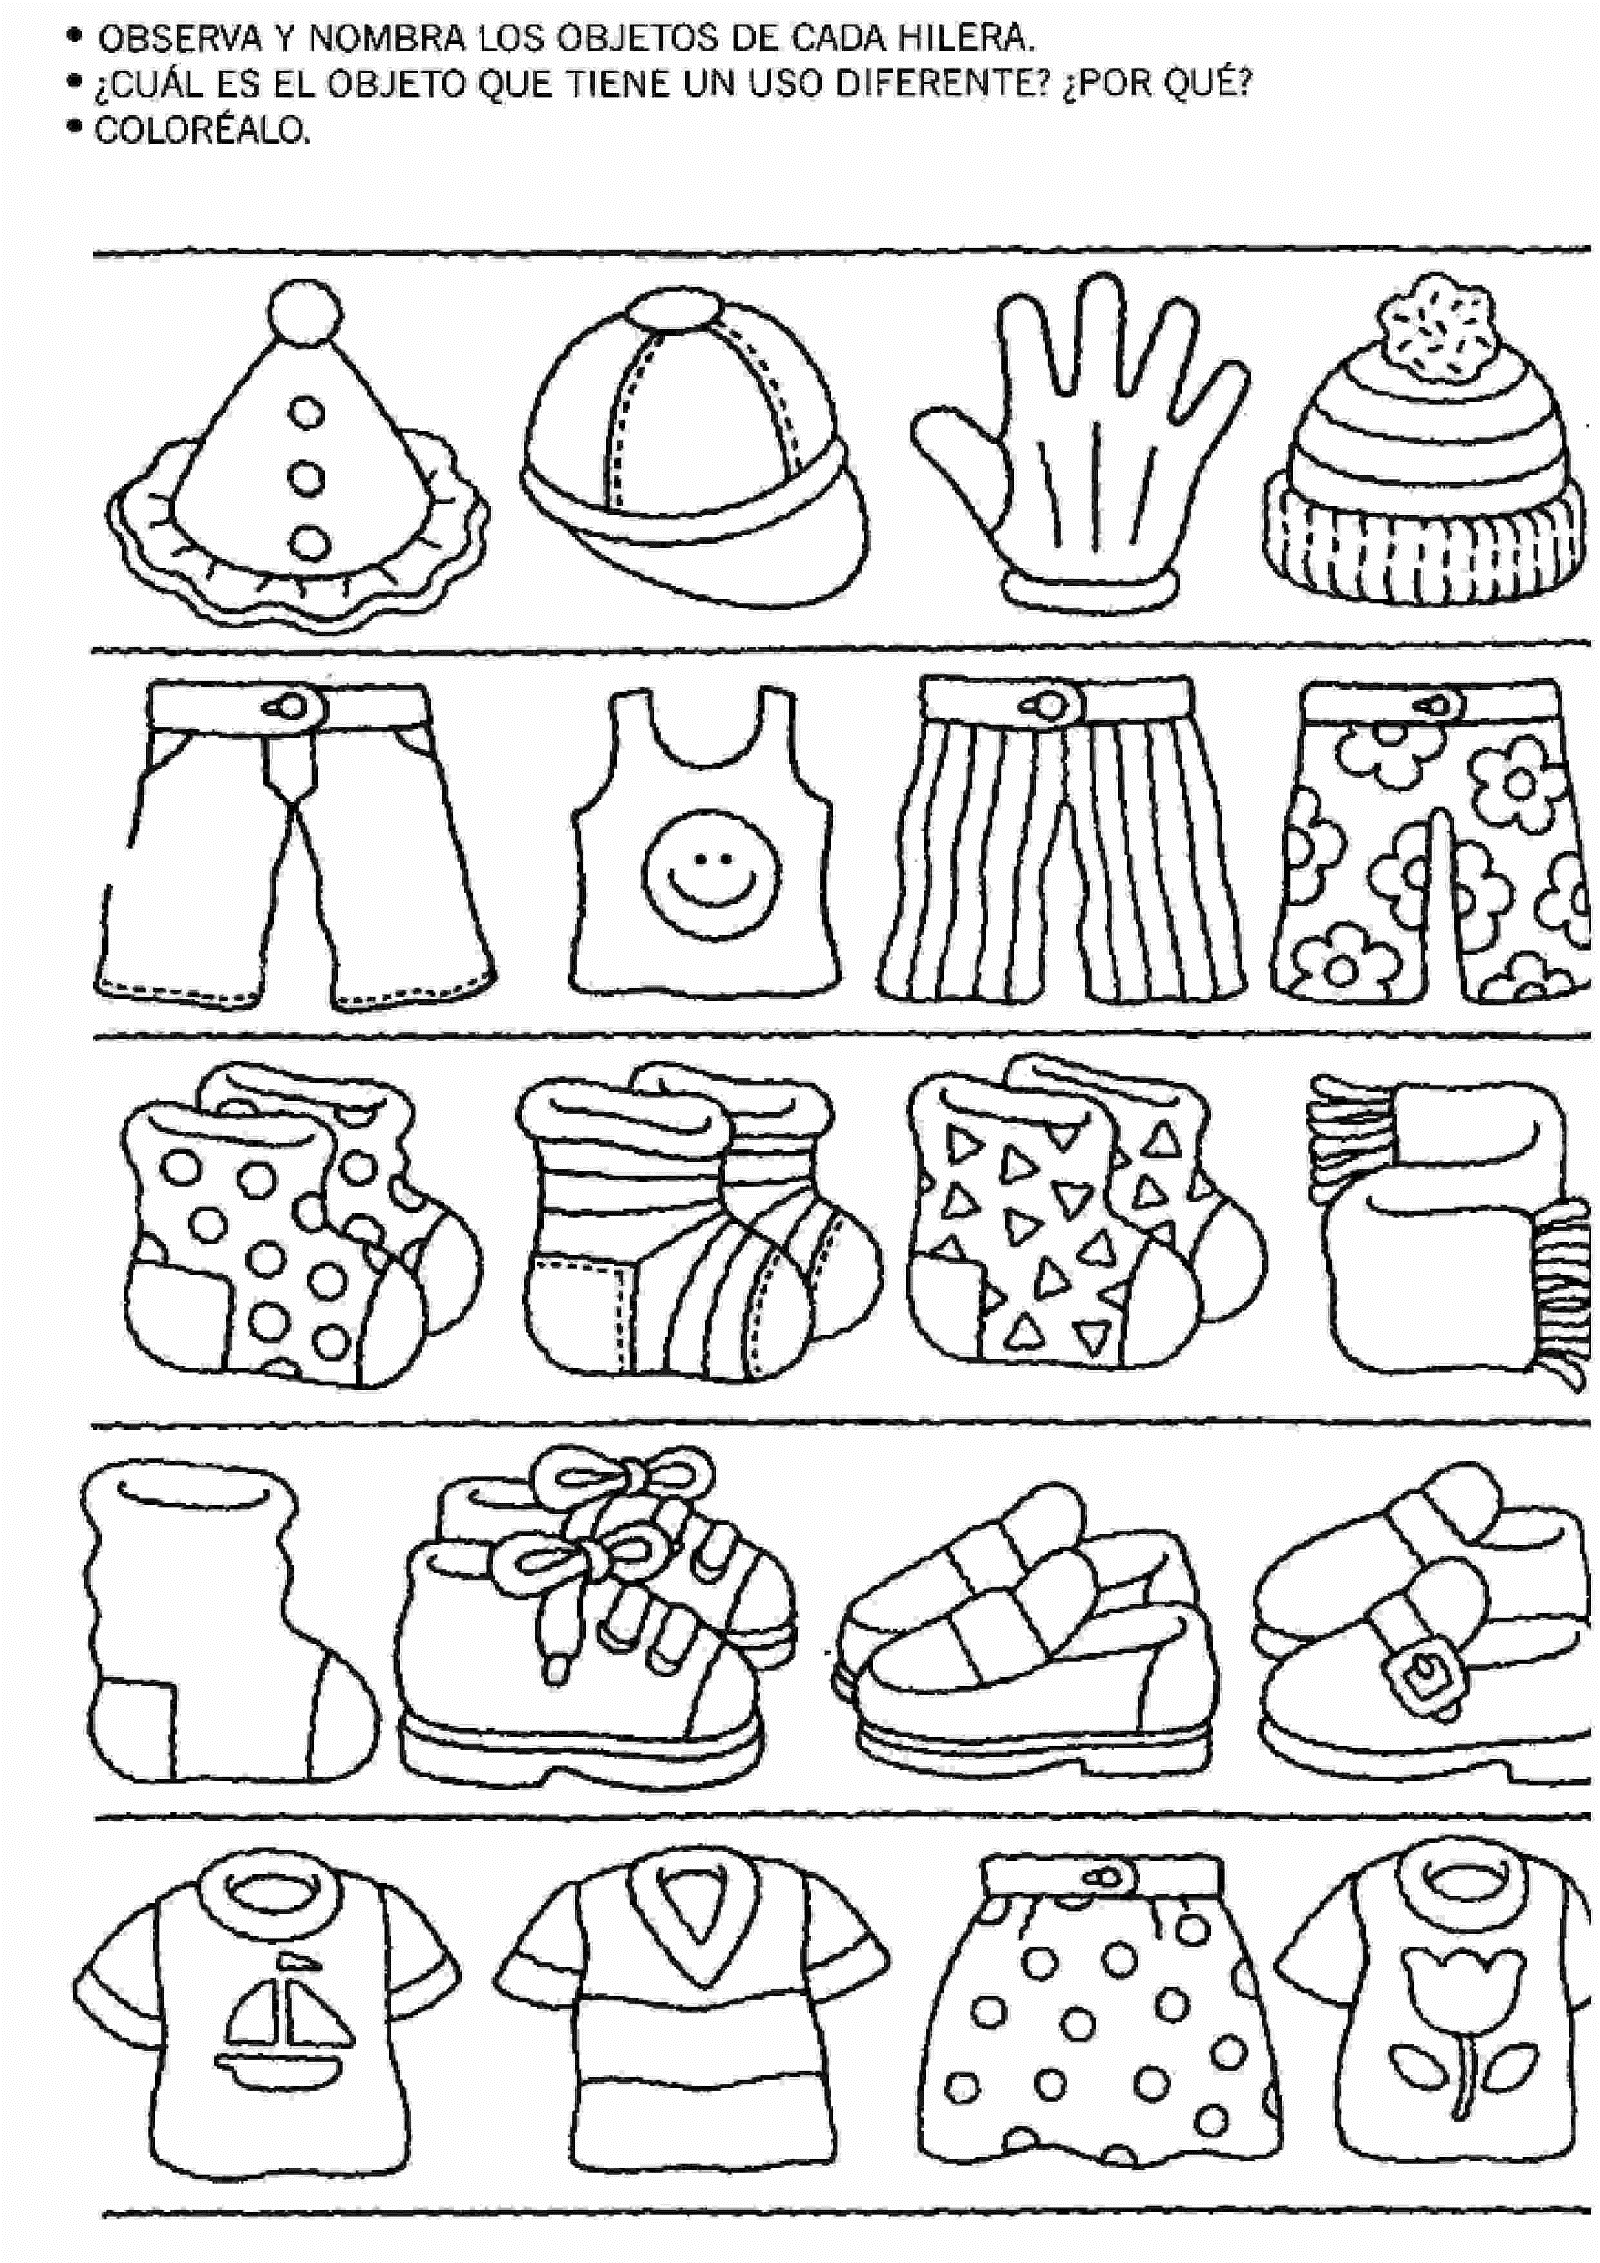 • OBSERVA Y NOMBRA LOS OBJETOS DE CADA HILERA.
• ¿CUÁL ES EL OBJETO QUE TIENE UN USO DIFERENTE? ¿POR QUÉ?
• COLORÉALO.